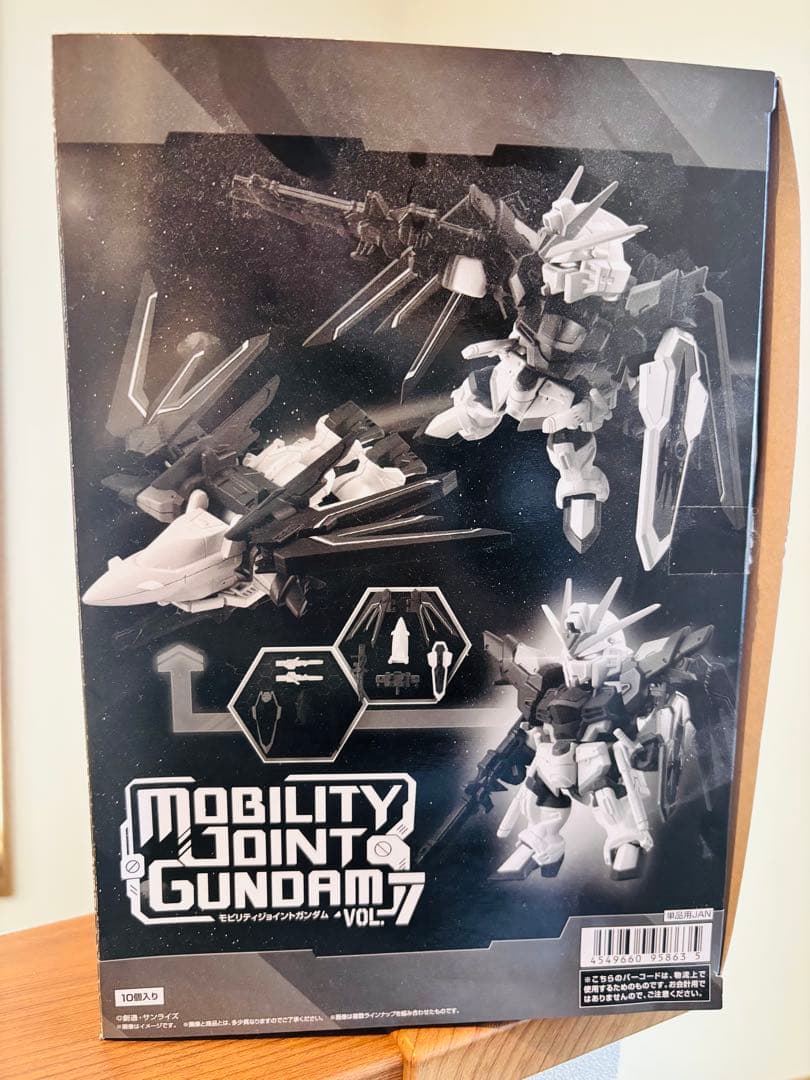 MOBILITY
JOINT
GUNDAM
モビリティジョイントガンダム VOL.7
単品用JAN
4549660 95863 5
※こちらのバーコードは、物流上で
使用するためのものです。お会計用で
はありませんので、ご注意ください。
10個入り
©創通・サンライズ
※画像はイメージです。 ※画像と商品とは、多少異なりますのでご了承ください。 ※画像は複数ラインナップを組み合わせたものです。